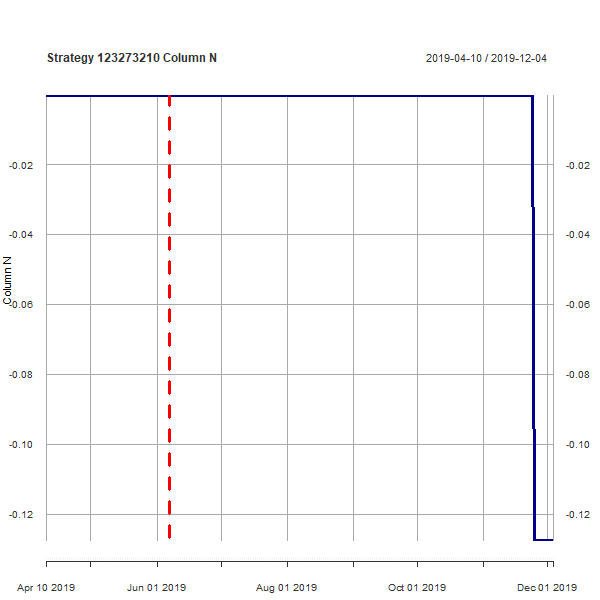 Strategy 123273210 Column N
2019-04-10 / 2019-12-04
Column N
-0.02
-0.04
-0.06
-0.08
-0.10
-0.12
-0.02
-0.04
-0.06
-0.08
-0.10
-0.12
Apr 10 2019
Jun 01 2019
Aug 01 2019
Oct 01 2019
Dec 01 2019